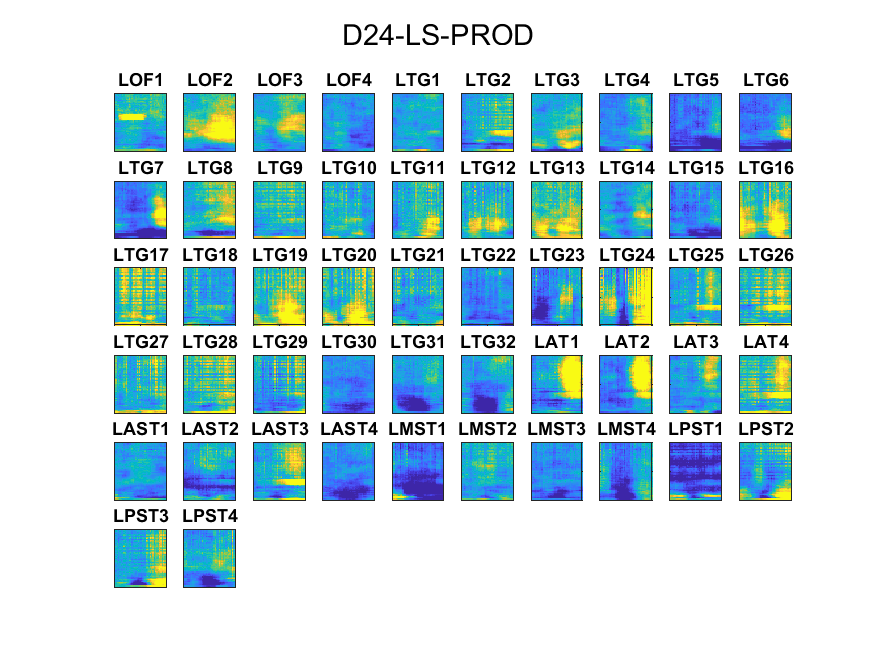 D24-LS-PROD
LOF1 LOF2 LOF3 LOF4 LTG1 LTG2 LTG3 LTG4 LTG5 LTG6
LTG7 LTG8 LTG9 LTG10 LTG11 LTG12 LTG13 LTG14 LTG15 LTG16
LTG17 LTG18 LTG19 LTG20 LTG21 LTG22 LTG23 LTG24 LTG25 LTG26
LTG27 LTG28 LTG29 LTG30 LTG31 LTG32 LAT1 LAT2 LAT3 LAT4
LAST1 LAST2 LAST3 LAST4 LMST1 LMST2 LMST3 LMST4 LPST1 LPST2
LPST3 LPST4